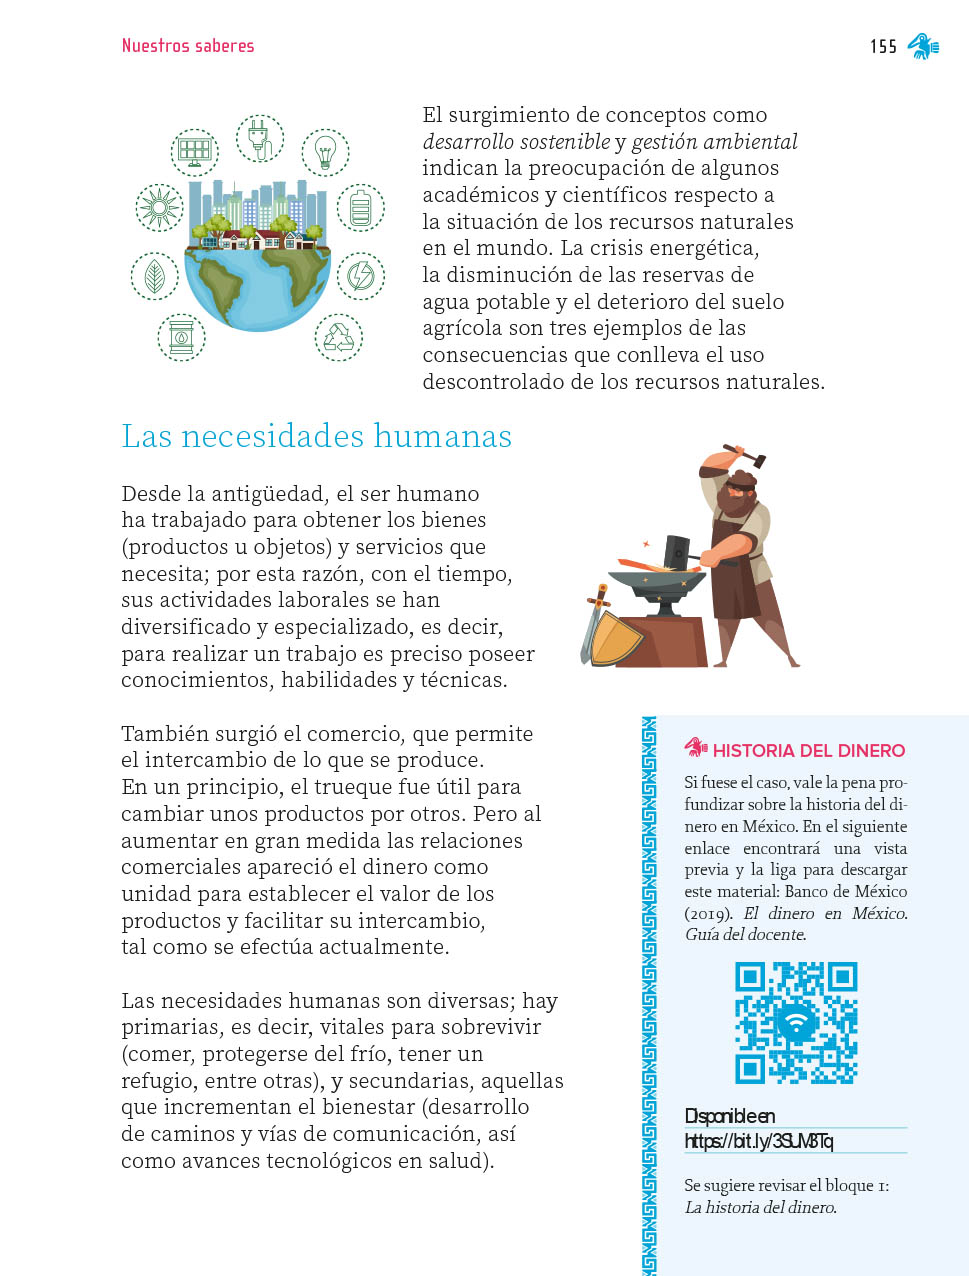 Nuestros saberes
155
El surgimiento de conceptos como
desarrollo sostenible y gestión ambiental
indican la preocupación de algunos
académicos y científicos respecto a
la situación de los recursos naturales
en el mundo. La crisis energética,
la disminución de las reservas de
agua potable y el deterioro del suelo
agrícola son tres ejemplos de las
consecuencias que conlleva el uso
descontrolado de los recursos naturales.
Las necesidades humanas
Desde la antigüedad, el ser humano
ha trabajado para obtener los bienes
(productos u objetos) y servicios que
necesita; por esta razón, con el tiempo,
sus actividades laborales se han
diversificado y especializado, es decir,
para realizar un trabajo es preciso poseer
conocimientos, habilidades y técnicas.
También surgió el comercio, que permite
el intercambio de lo que se produce.
En un principio, el trueque fue útil para
cambiar unos productos por otros. Pero al
aumentar en gran medida las relaciones
comerciales apareció el dinero como
unidad para establecer el valor de los
productos y facilitar su intercambio,
tal como se efectúa actualmente.
Las necesidades humanas son diversas; hay
primarias, es decir, vitales para sobrevivir
(comer, protegerse del frío, tener un
refugio, entre otras), y secundarias, aquellas
que incrementan el bienestar (desarrollo
de caminos y vías de comunicación, así
como avances tecnológicos en salud).
HISTORIA DEL DINERO
Si fuese el caso, vale la pena pro-
fundizar sobre la historia del di-
nero en México. En el siguiente
enlace encontrará una vista
previa y la liga para descargar
este material: Banco de México
(2019). El dinero en México.
Guía del docente.
Disponible en
Se sugiere revisar el bloque 1:
La historia del dinero.